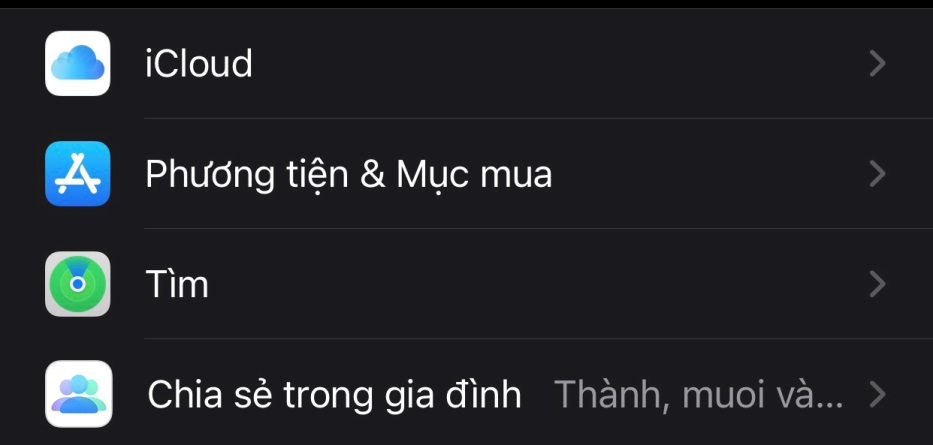 iCloud
Phương tiện & Mục mua
Tìm
Chia sẻ trong gia đình Thành, muoi và...